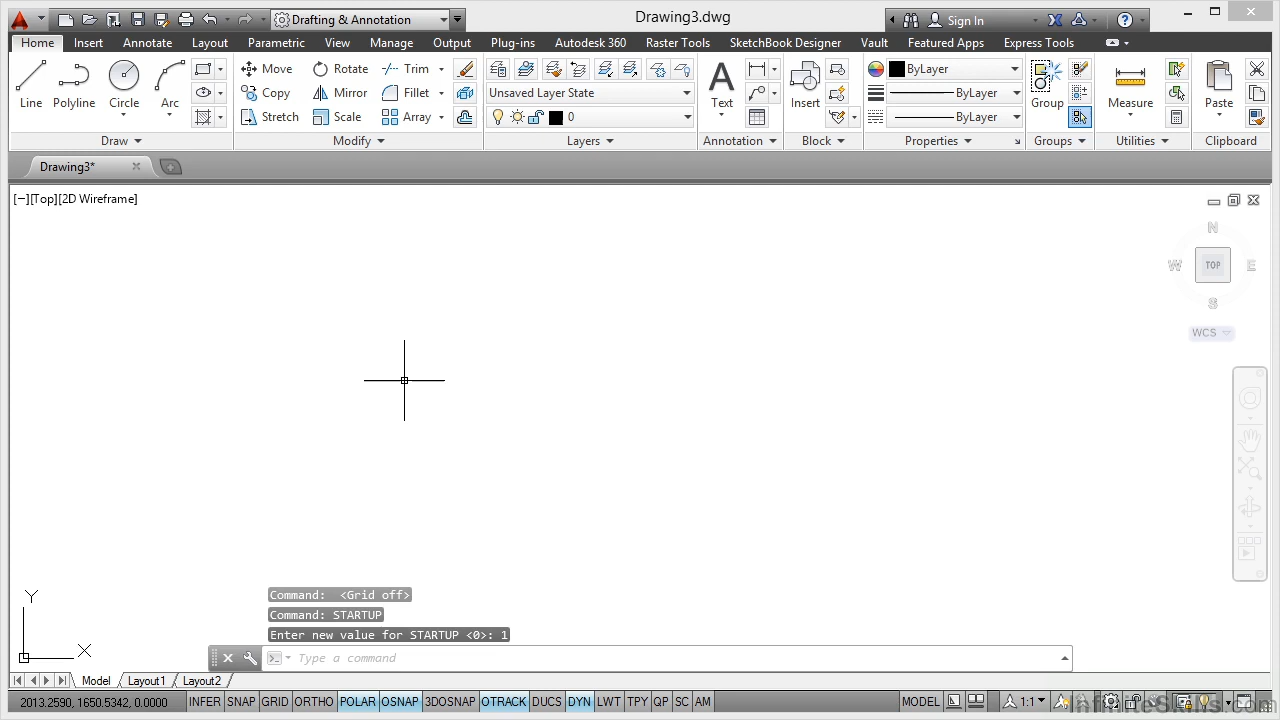 Drafting & Annotation
Drawing3.dwg
Sign In
Home Insert Annotate Layout Parametric View Manage Output Plug-ins Autodesk 360 Raster Tools SketchBook Designer Vault Featured Apps Express Tools
Line Polyline Circle Arc
Move Rotate Trim
Copy Mirror Fillet
Stretch Scale Array
Unsaved Layer State
0
Text
Insert
ByLayer
ByLayer
ByLayer
Group
Measure
Paste
Draw Modify Layers Annotation Block Properties Groups Utilities Clipboard
Drawing3*
[−][Top][2D Wireframe]
N
W TOP E
S
WCS
Y
X
Command: <Grid off>
Command: STARTUP
Enter new value for STARTUP <0>: 1
Type a command
Model Layout1 Layout2
2013.2590, 1650.5342, 0.0000 INFER SNAP GRID ORTHO POLAR OSNAP 3DOSNAP OTRACK DUCS DYN LWT TPY QP SC AM MODEL 1:1
InfiniteSkills.com